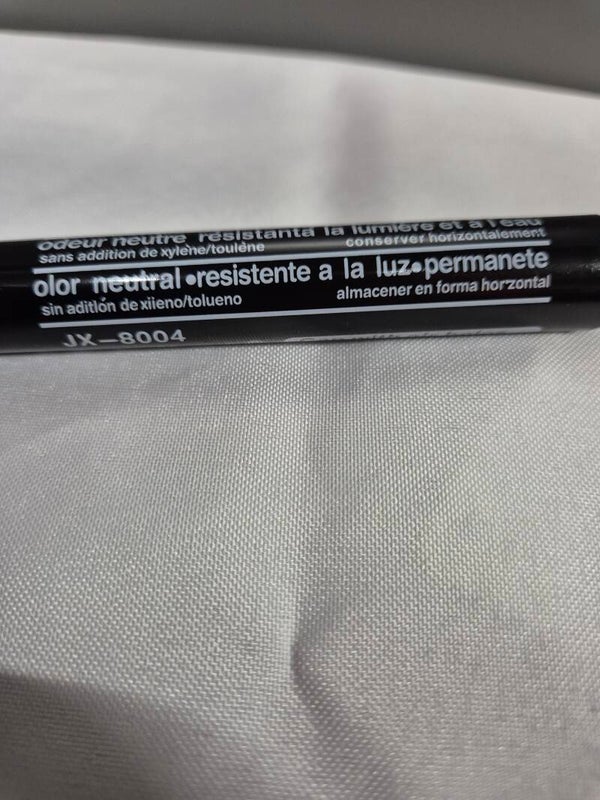 odeur neutre résistanta la lumière et à l'eau
sans addition de xylène/toulène conserver horizontalement
olor neutral•resistente a la luz•permanete
sin aditión de xiieno/tolueno almacener en forma horzontal
JX-8004